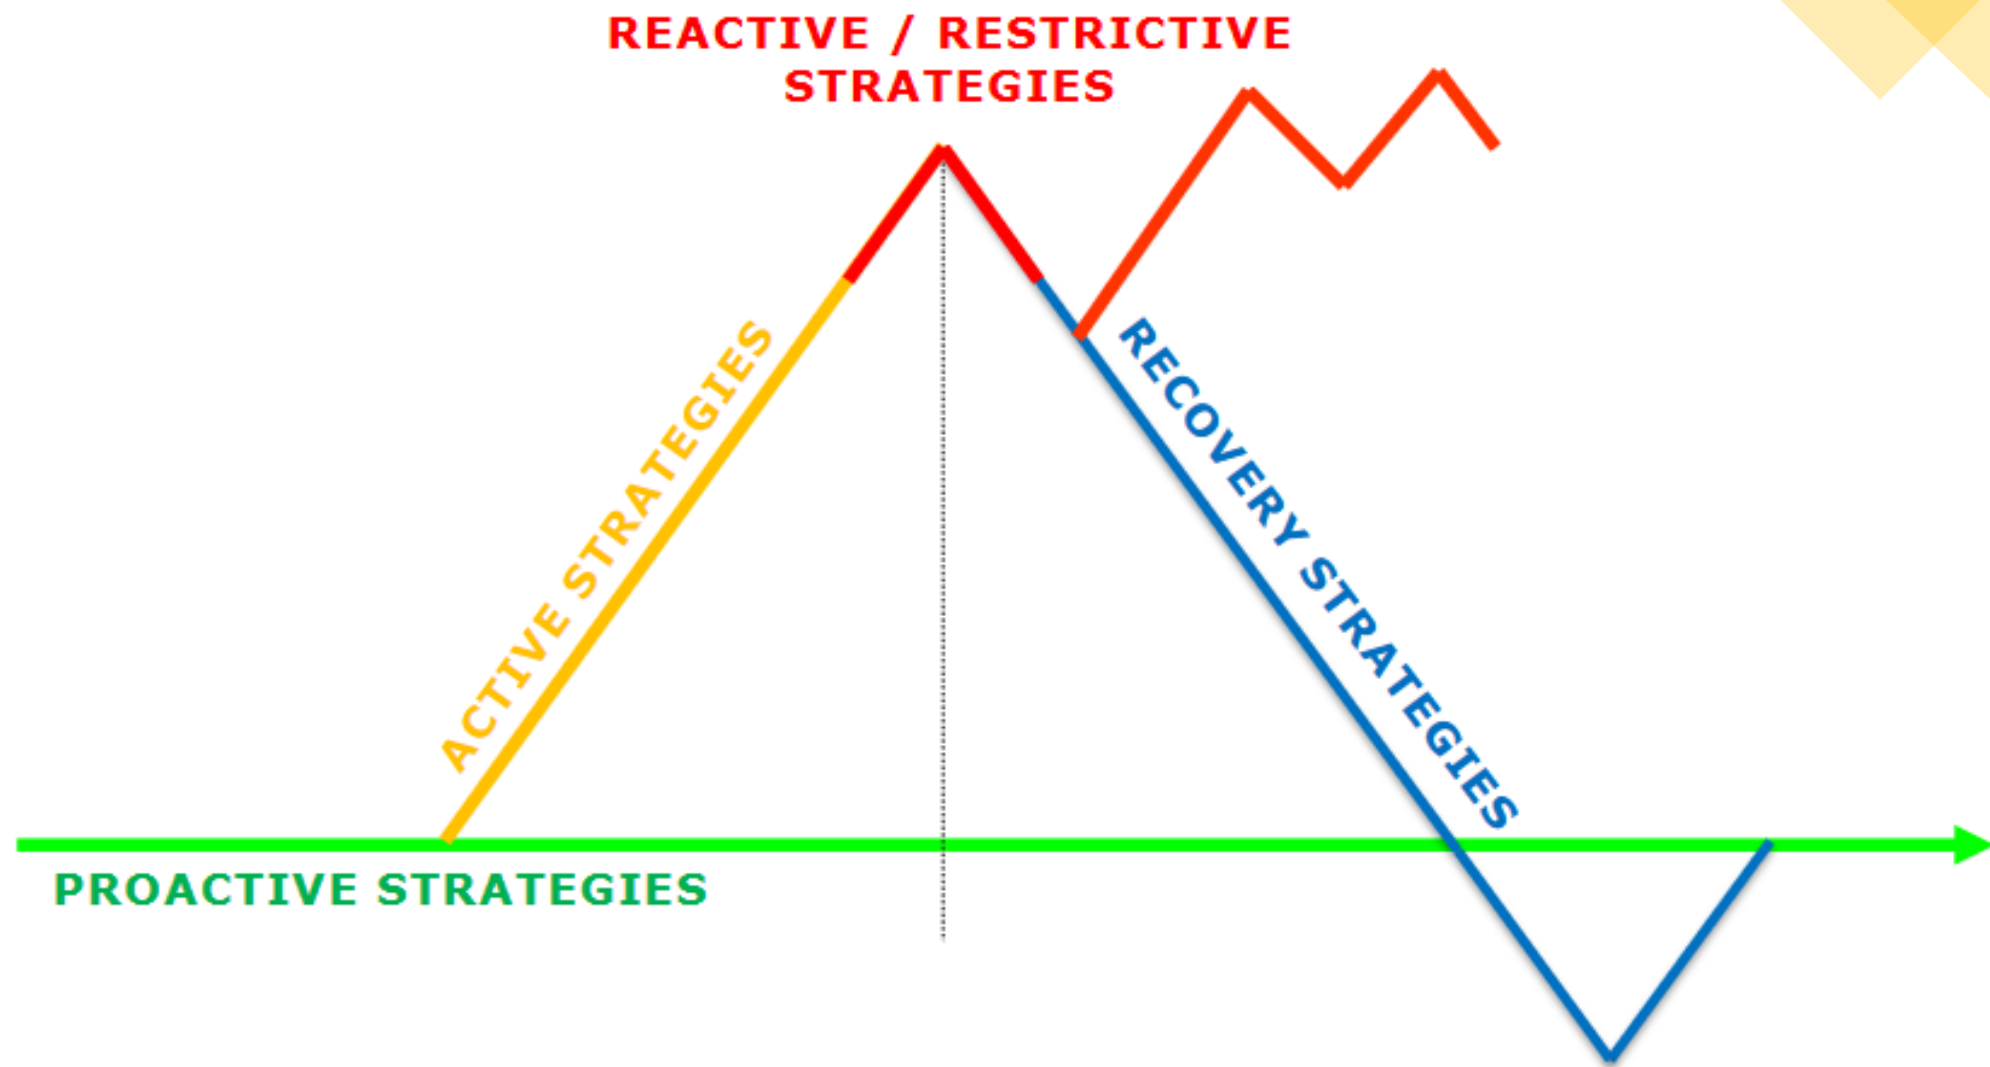 REACTIVE / RESTRICTIVE
STRATEGIES
ACTIVE STRATEGIES
RECOVERY STRATEGIES
PROACTIVE STRATEGIES